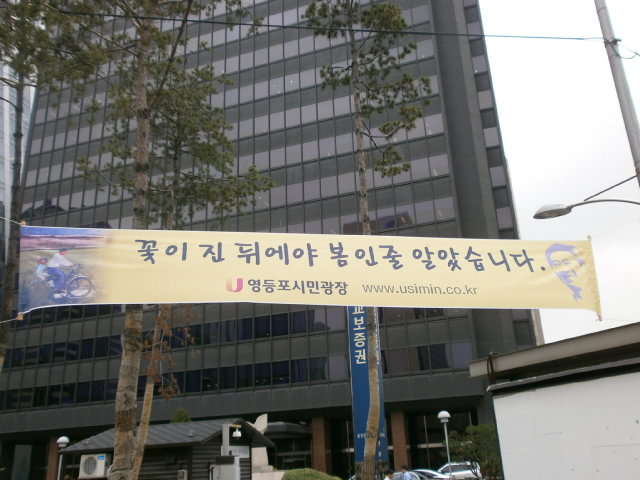 꽃이 진 뒤에야 봄인줄 알았습니다.
U 영등포시민광장 www.usimin.co.kr
교보증권